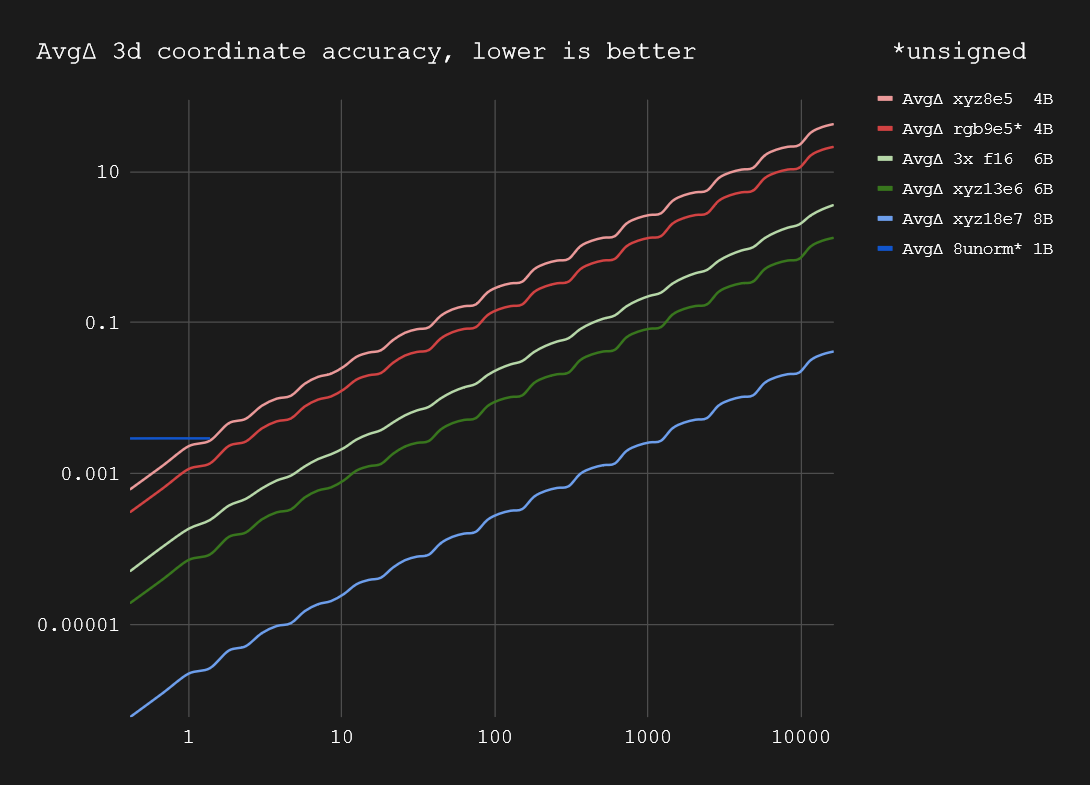 AvgΔ 3d coordinate accuracy, lower is better
*unsigned
AvgΔ xyz8e5 4B
AvgΔ rgb9e5* 4B
AvgΔ 3x f16 6B
AvgΔ xyz13e6 6B
AvgΔ xyz18e7 8B
AvgΔ 8unorm* 1B
10
0.1
0.001
0.00001
1 10 100 1000 10000